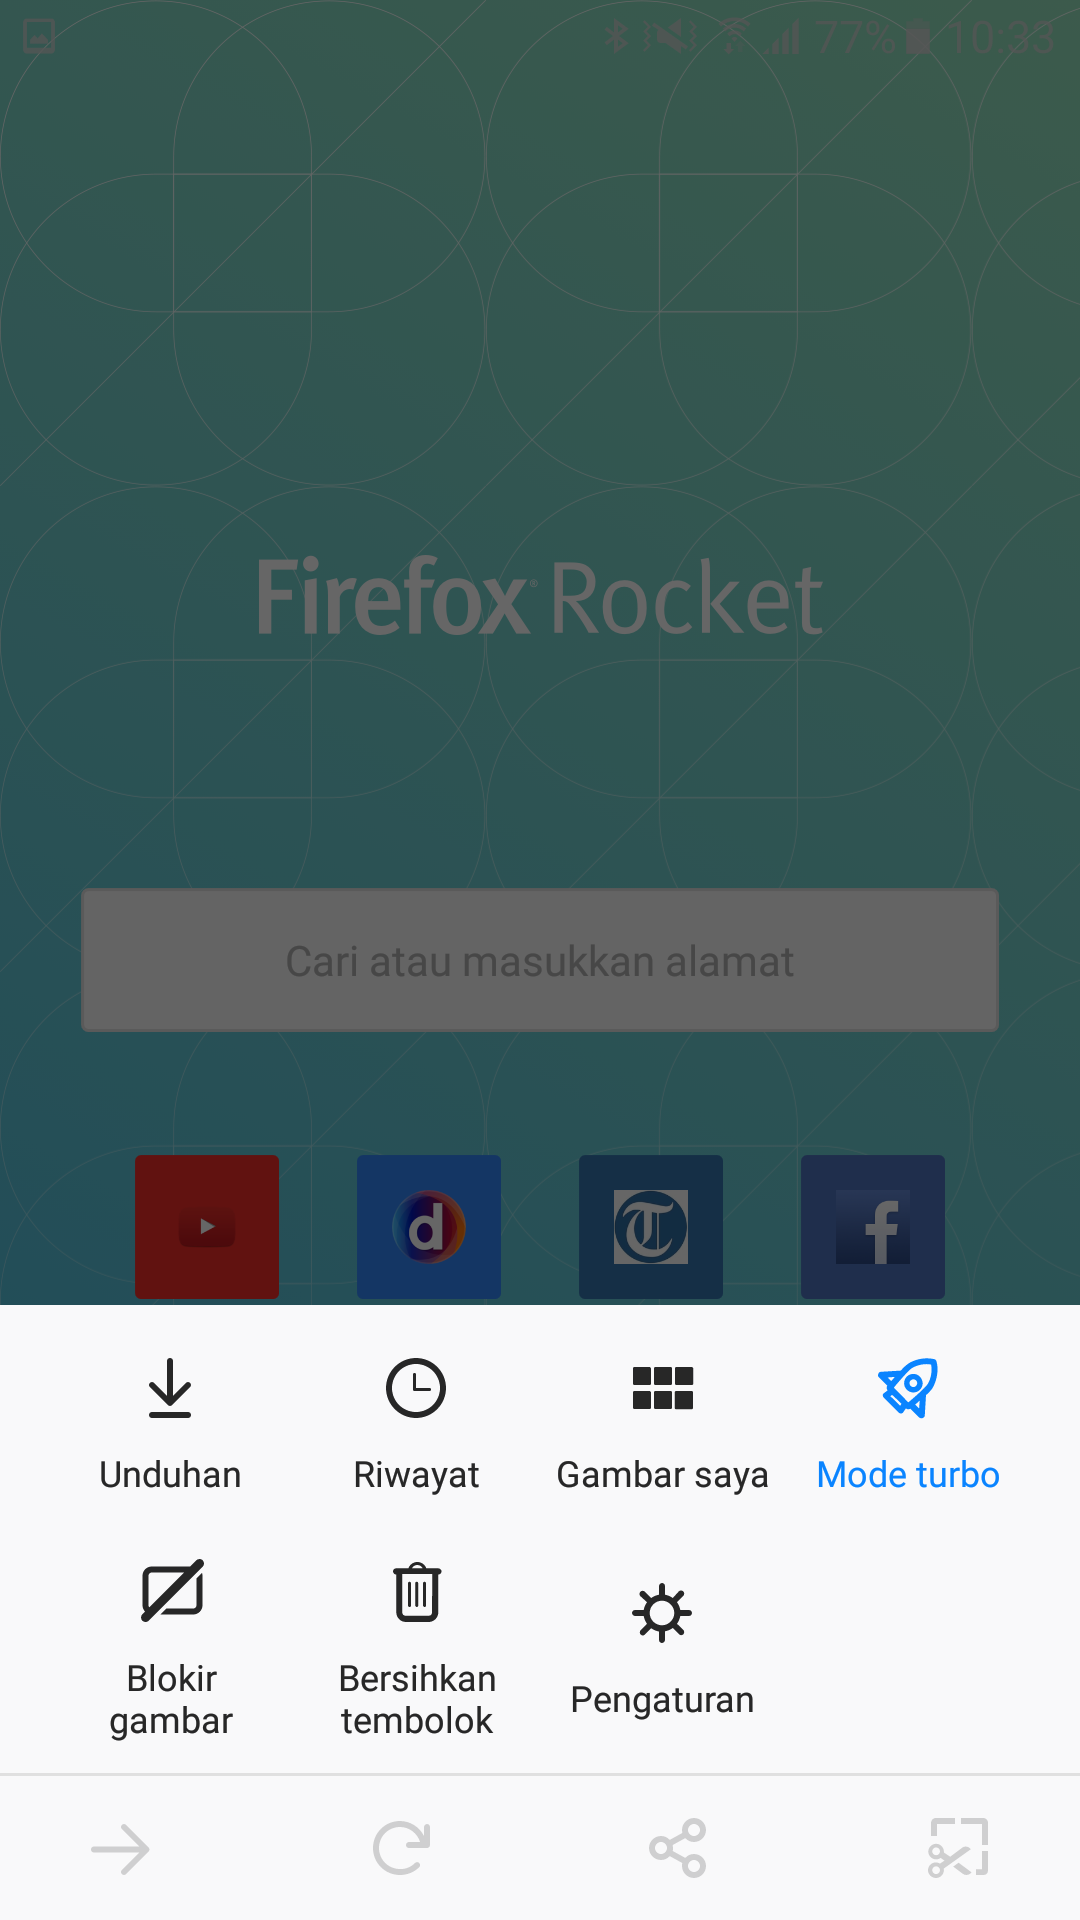 77% 10:33
Firefox® Rocket
Cari atau masukkan alamat
d T f
Unduhan Riwayat Gambar saya Mode turbo
Blokir gambar
Bersihkan tembolok
Pengaturan